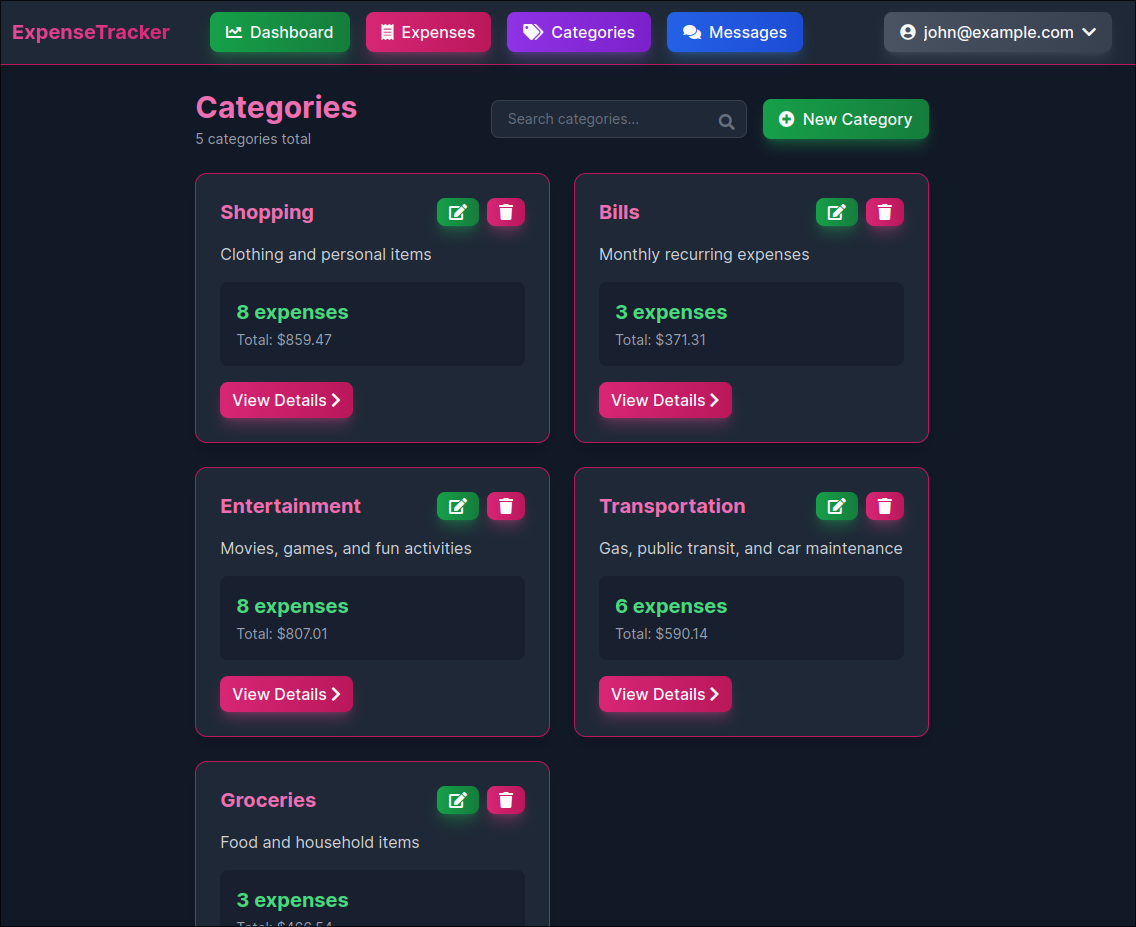 ExpenseTracker
Dashboard
Expenses
Categories
Messages
john@example.com
Categories
5 categories total
Search categories...
New Category
Shopping
Clothing and personal items
8 expenses
Total: $859.47
View Details
Bills
Monthly recurring expenses
3 expenses
Total: $371.31
View Details
Entertainment
Movies, games, and fun activities
8 expenses
Total: $807.01
View Details
Transportation
Gas, public transit, and car maintenance
6 expenses
Total: $590.14
View Details
Groceries
Food and household items
3 expenses
Total: